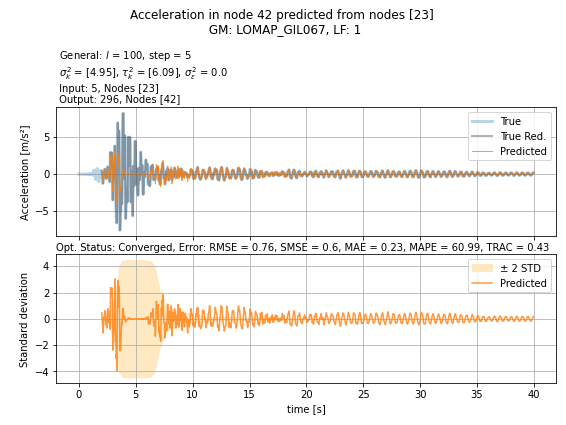 Acceleration in node 42 predicted from nodes [23]
GM: LOMAP_GIL067, LF: 1
General: l = 100, step = 5
σ²ₖ = [4.95], τ²ₖ = [6.09], σ²ε = 0.0
Input: 5, Nodes [23]
Output: 296, Nodes [42]
Acceleration [m/s²]
5
0
−5
True
True Red.
Predicted
Opt. Status: Converged, Error: RMSE = 0.76, SMSE = 0.6, MAE = 0.23, MAPE = 60.99, TRAC = 0.43
Standard deviation
4
2
0
−2
−4
± 2 STD
Predicted
0 5 10 15 20 25 30 35 40
time [s]